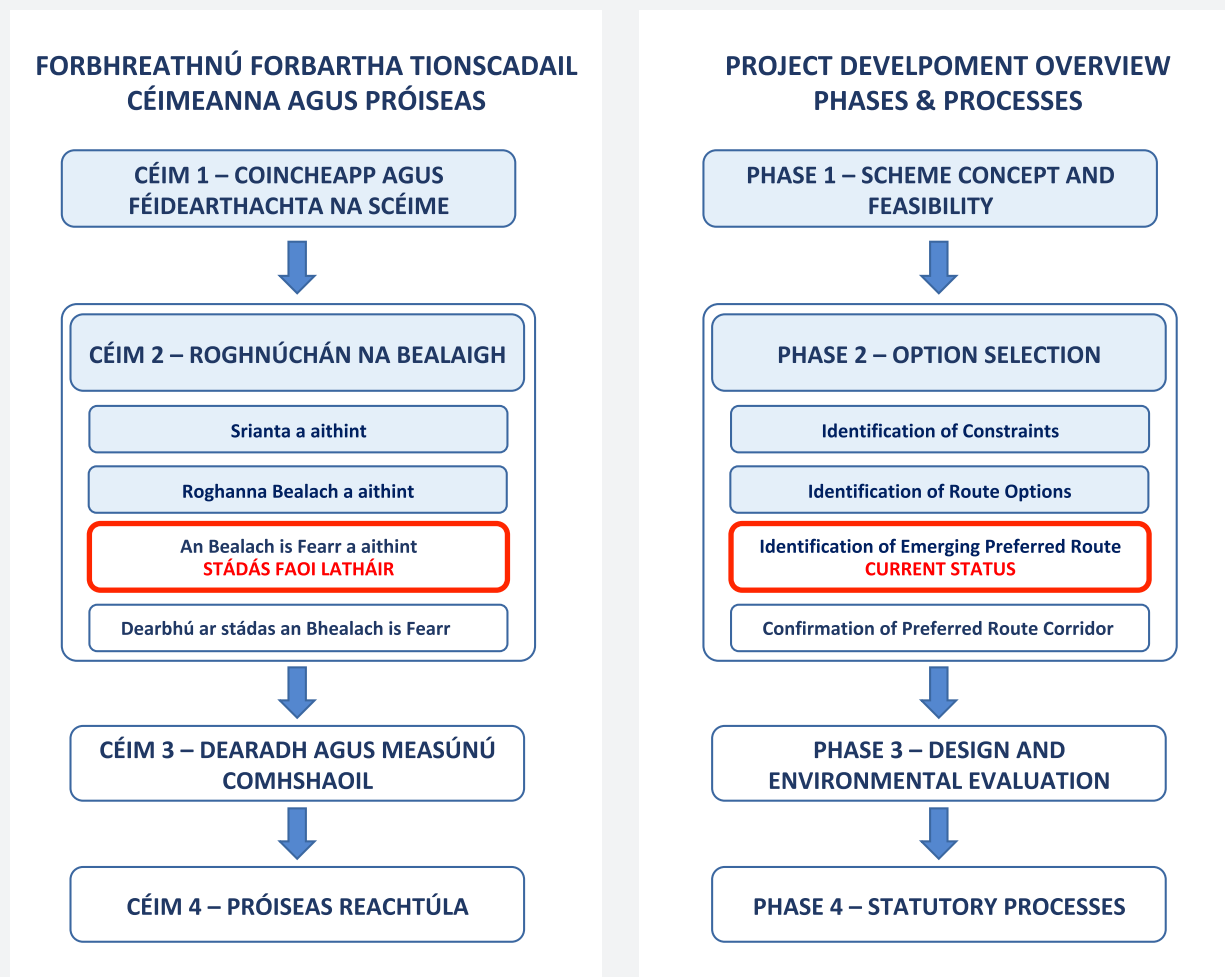 FORBHREATHNÚ FORBARTHA TIONSCADAIL
CÉIMEANNA AGUS PRÓISEAS
CÉIM 1 – COINCHEAPP AGUS
FÉIDEARTHACHTA NA SCÉIME
CÉIM 2 – ROGHNÚCHÁN NA BEALAIGH
Srianta a aithint
Roghanna Bealach a aithint
An Bealach is Fearr a aithint
STÁDÁS FAOI LATHÁIR
Dearbhú ar stádas an Bhealach is Fearr
CÉIM 3 – DEARADH AGUS MEASÚNÚ
COMHSHAOIL
CÉIM 4 – PRÓISEAS REACHTÚLA
PROJECT DEVELPOMENT OVERVIEW
PHASES & PROCESSES
PHASE 1 – SCHEME CONCEPT AND
FEASIBILITY
PHASE 2 – OPTION SELECTION
Identification of Constraints
Identification of Route Options
Identification of Emerging Preferred Route
CURRENT STATUS
Confirmation of Preferred Route Corridor
PHASE 3 – DESIGN AND
ENVIRONMENTAL EVALUATION
PHASE 4 – STATUTORY PROCESSES